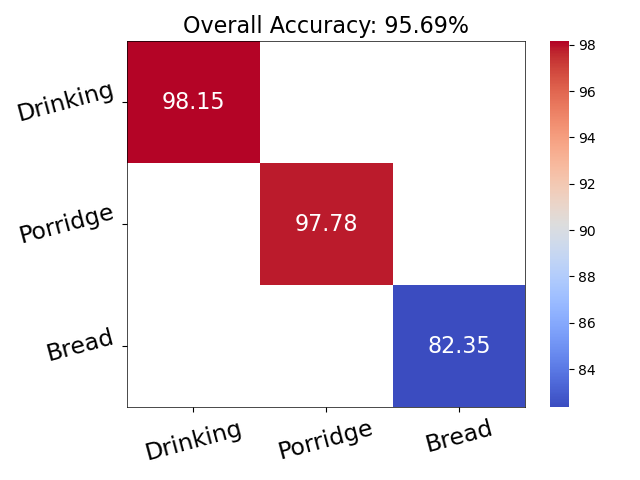 Overall Accuracy: 95.69%
Drinking
98.15
Porridge
97.78
Bread
82.35
Drinking
Porridge
Bread
98
96
94
92
90
88
86
84